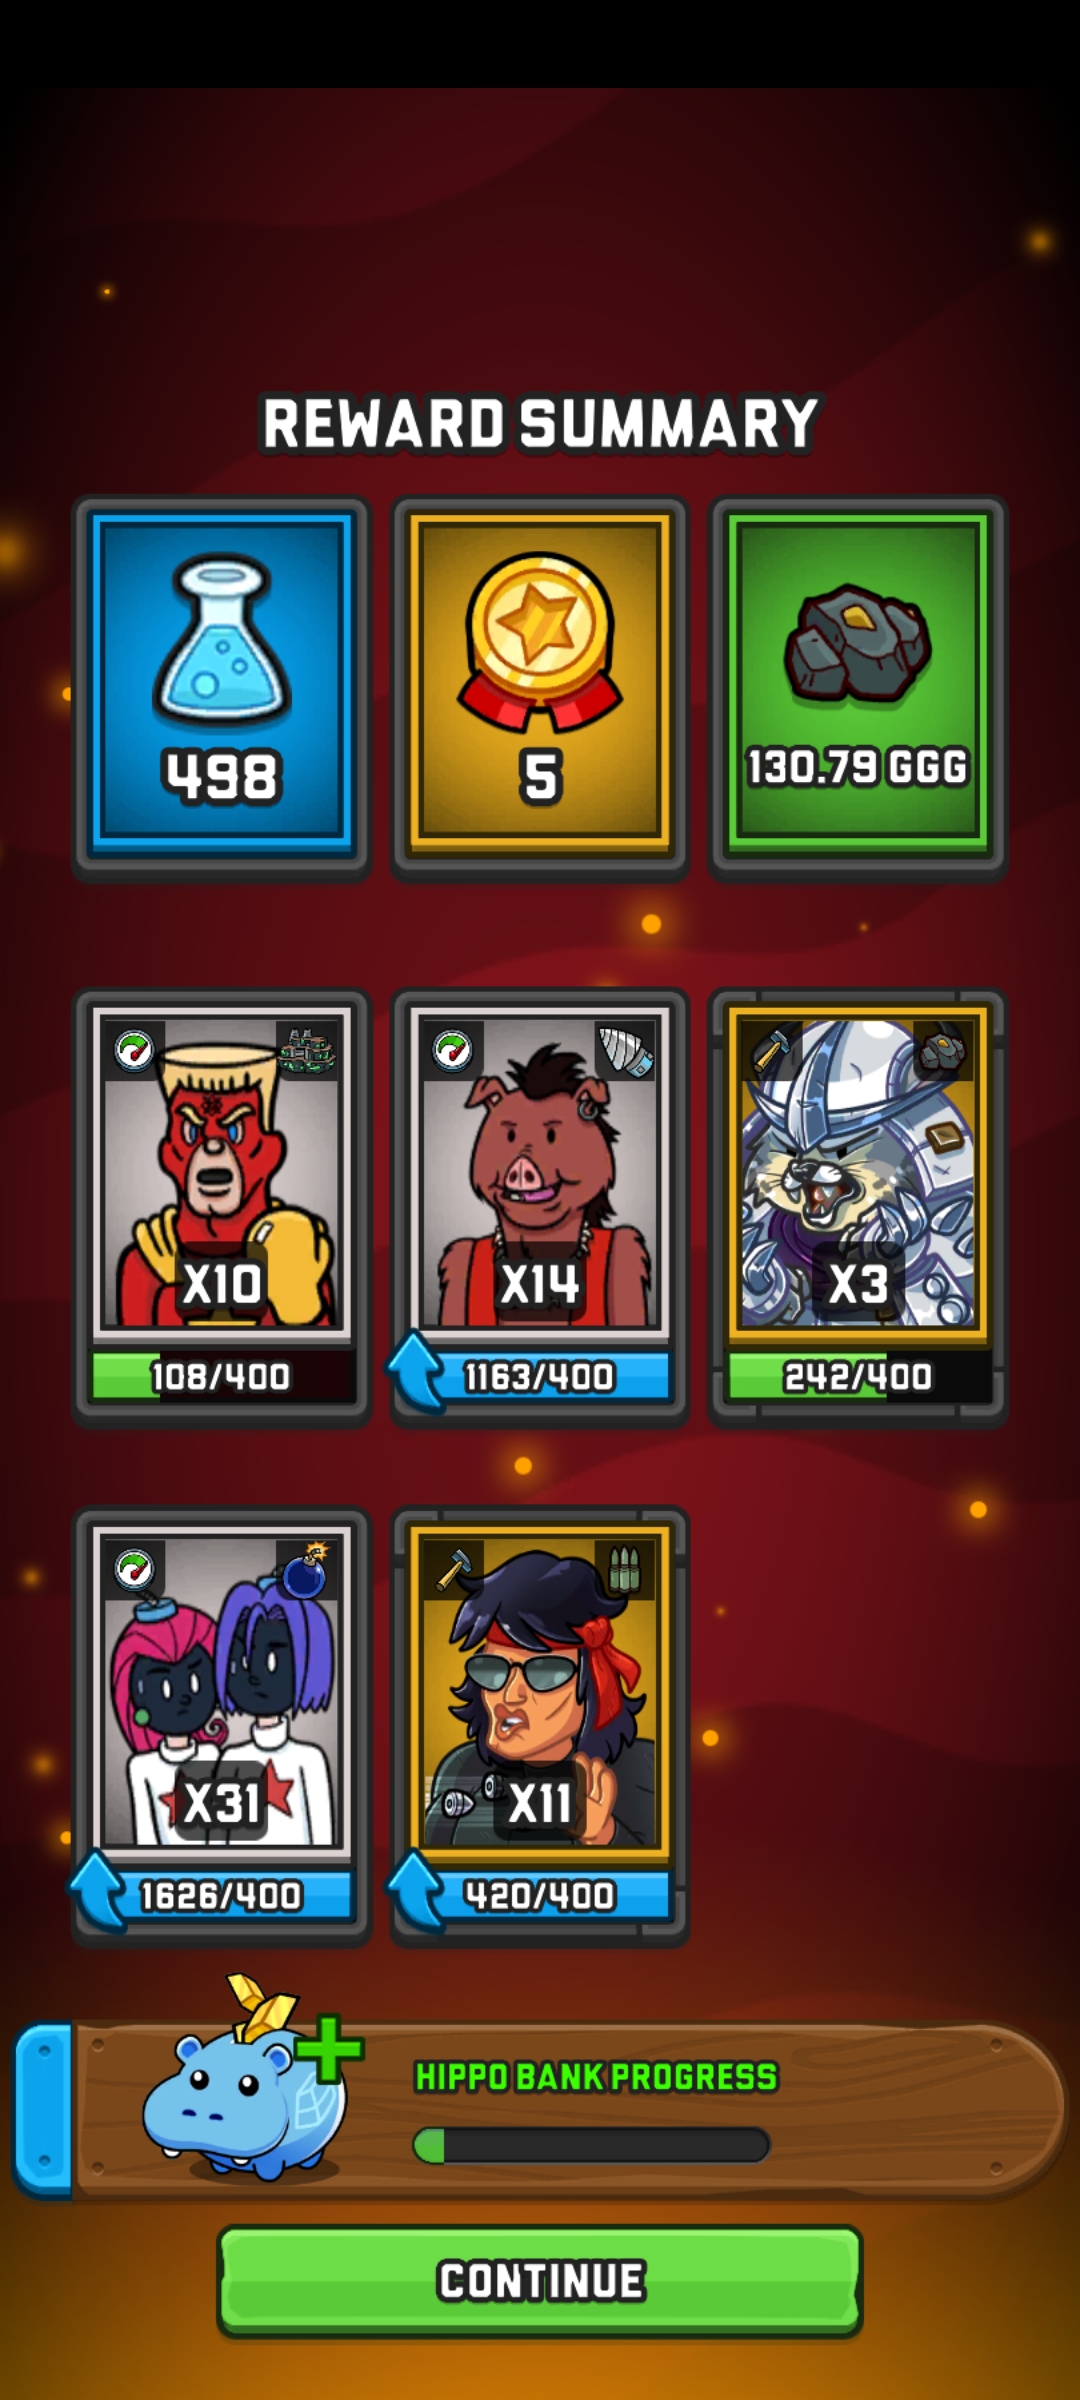 REWARD SUMMARY
498
5
130.79 GGG
X10
X14
X3
108/400
1163/400
242/400
X31
X11
1626/400
420/400
HIPPO BANK PROGRESS
CONTINUE